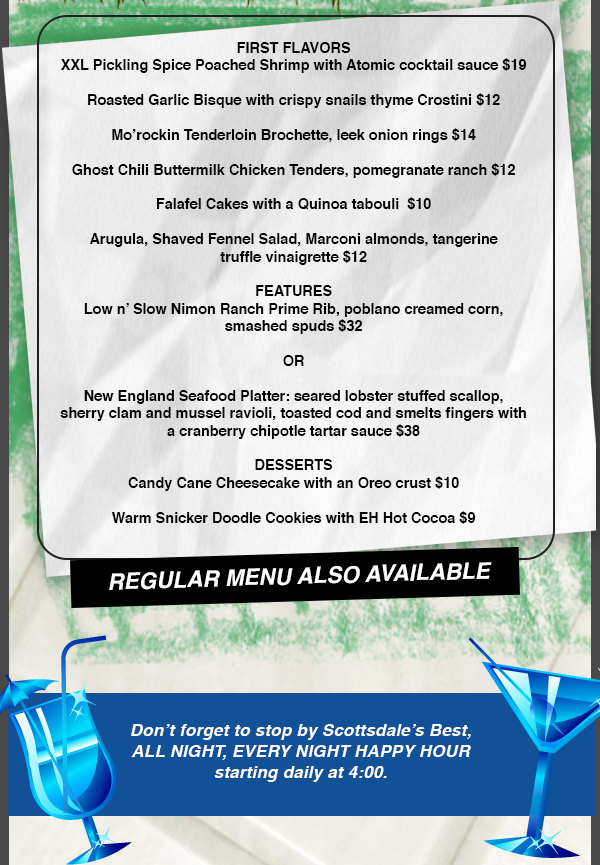 FIRST FLAVORS
XXL Pickling Spice Poached Shrimp with Atomic cocktail sauce $19
Roasted Garlic Bisque with crispy snails thyme Crostini $12
Mo’rockin Tenderloin Brochette, leek onion rings $14
Ghost Chili Buttermilk Chicken Tenders, pomegranate ranch $12
Falafel Cakes with a Quinoa tabouli  $10
Arugula, Shaved Fennel Salad, Marconi almonds, tangerine
truffle vinaigrette $12
FEATURES
Low n’ Slow Nimon Ranch Prime Rib, poblano creamed corn,
smashed spuds $32
OR
New England Seafood Platter: seared lobster stuffed scallop,
sherry clam and mussel ravioli, toasted cod and smelts fingers with
a cranberry chipotle tartar sauce $38
DESSERTS
Candy Cane Cheesecake with an Oreo crust $10
Warm Snicker Doodle Cookies with EH Hot Cocoa $9
REGULAR MENU ALSO AVAILABLE
Don’t forget to stop by Scottsdale’s Best,
ALL NIGHT, EVERY NIGHT HAPPY HOUR
starting daily at 4:00.